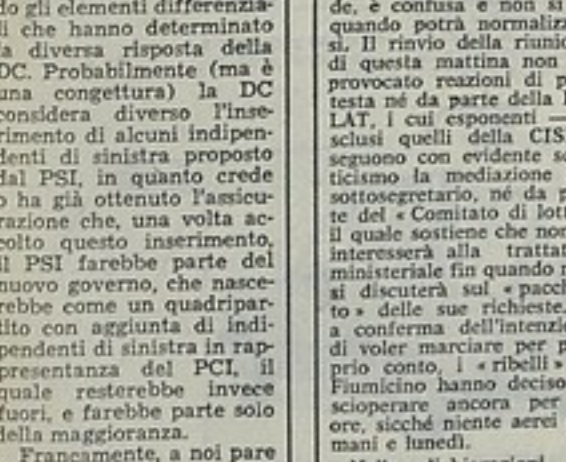 do gli elementi differenzia-
li che hanno determinato
la diversa risposta della
DC. Probabilmente (ma è
una congettura) la DC
considera diverso l'inse-
rimento di alcuni indipen-
denti di sinistra proposto
dal PSI, in quanto crede
o ha già ottenuto l'assicu-
razione che, una volta ac-
colto questo inserimento,
il PSI farebbe parte del
nuovo governo, che nasce-
rebbe come un quadripar-
tito con aggiunta di indi-
pendenti di sinistra in rap-
presentanza del PCI, il
quale resterebbe invece
fuori, e farebbe parte solo
della maggioranza.
Francamente, a noi pare
de, è confusa e non si
quando potrà normalizz
si. Il rinvio della riunio
di questa mattina non
provocato reazioni di p
testa né da parte della
LAT, i cui esponenti —
sclusi quelli della CIS
seguono con evidente sc
ticismo la mediazione
sottosegretario, né da p
te del « Comitato di lott
il quale sostiene che non
interesserà alla trattat
ministeriale fin quando n
si discuterà sul « pacch
to » delle sue richieste.
a conferma dell'intenzio
di voler marciare per p
prio conto, i « ribelli »
Fiumicino hanno deciso
scioperare ancora per
ore, sicché niente aerei
mani e lunedì.